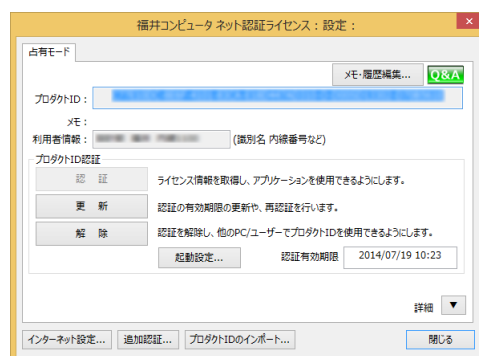 福井コンピュータ ネット認証ライセンス：設定：
占有モード
メモ・履歴編集...
Q&A
プロダクトID：
メモ：
利用者情報：
(識別名 内線番号など)
プロダクトID認証
認 証 ライセンス情報を取得し、アプリケーションを使用できるようにします。
更 新 認証の有効期限の更新や、再認証を行います。
解 除 認証を解除し、他のPC/ユーザーでプロダクトIDを使用できるようにします。
起動設定... 認証有効期限 2014/07/19 10:23
詳細 ▼
インターネット設定... 追加認証... プロダクトIDのインポート... 閉じる